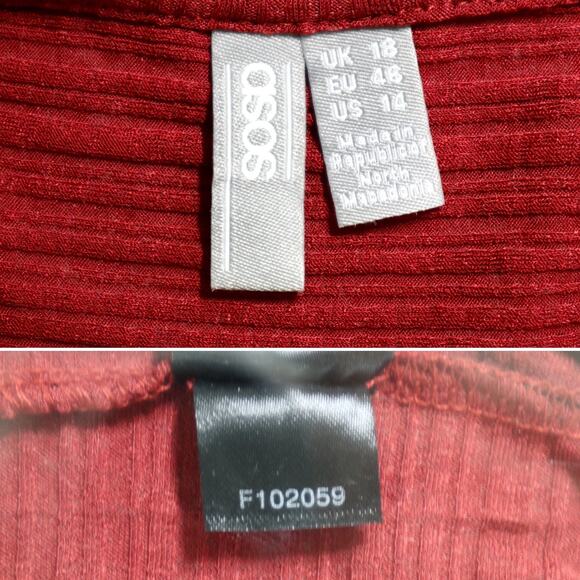 asos
UK 18
EU 46
US 14
Made in
Republic of
North
Macedonia
F102059